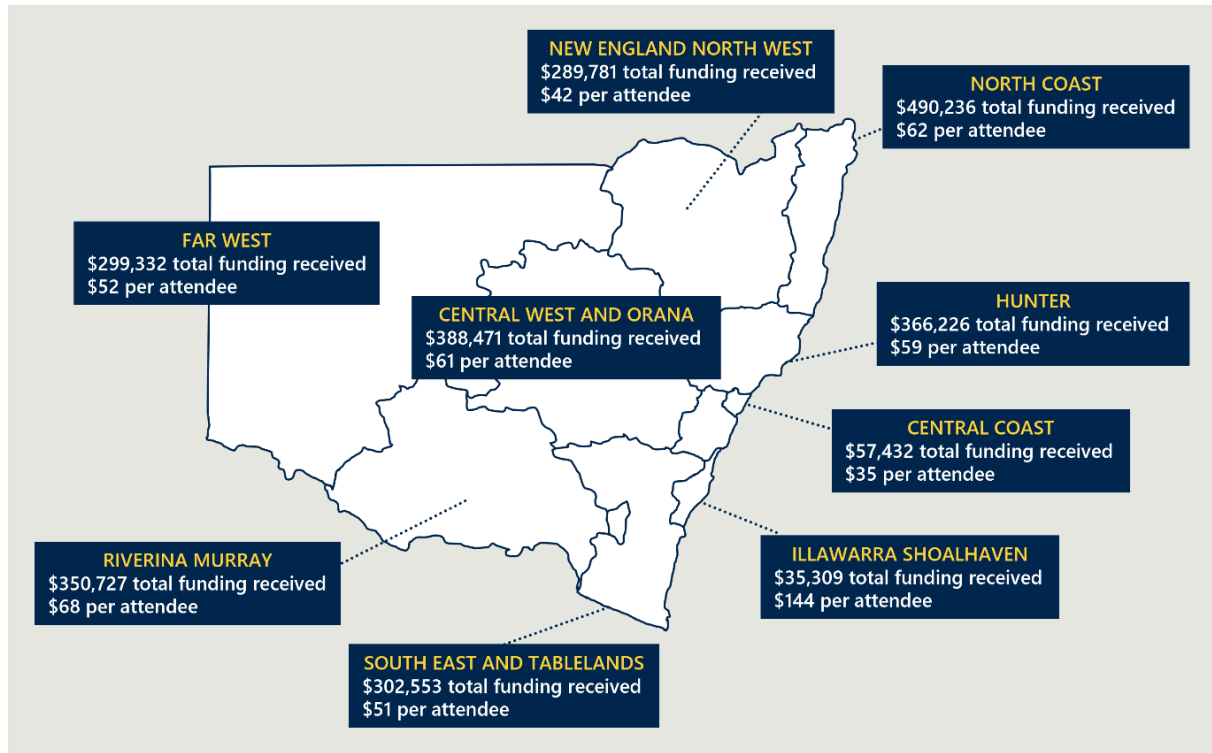 NEW ENGLAND NORTH WEST
$289,781 total funding received
$42 per attendee
NORTH COAST
$490,236 total funding received
$62 per attendee
FAR WEST
$299,332 total funding received
$52 per attendee
CENTRAL WEST AND ORANA
$388,471 total funding received
$61 per attendee
HUNTER
$366,226 total funding received
$59 per attendee
CENTRAL COAST
$57,432 total funding received
$35 per attendee
RIVERINA MURRAY
$350,727 total funding received
$68 per attendee
ILLAWARRA SHOALHAVEN
$35,309 total funding received
$144 per attendee
SOUTH EAST AND TABLELANDS
$302,553 total funding received
$51 per attendee